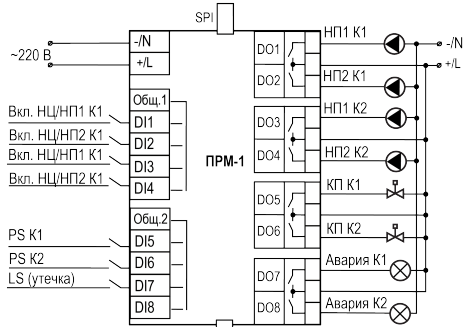 SPI
~220 В
-/N
+/L
Общ.1
Вкл. НЦ/НП1 К1
DI1
Вкл. НЦ/НП2 К1
DI2
Вкл. НЦ/НП1 К1
DI3
Вкл. НЦ/НП2 К1
DI4
Общ.2
PS К1
DI5
PS К2
DI6
LS (утечка)
DI7
DI8
ПРМ-1
DO1
НП1 К1
DO2
НП2 К1
DO3
НП1 К2
DO4
НП2 К2
DO5
КП К1
DO6
КП К2
DO7
Авария К1
DO8
Авария К2
-/N
+/L